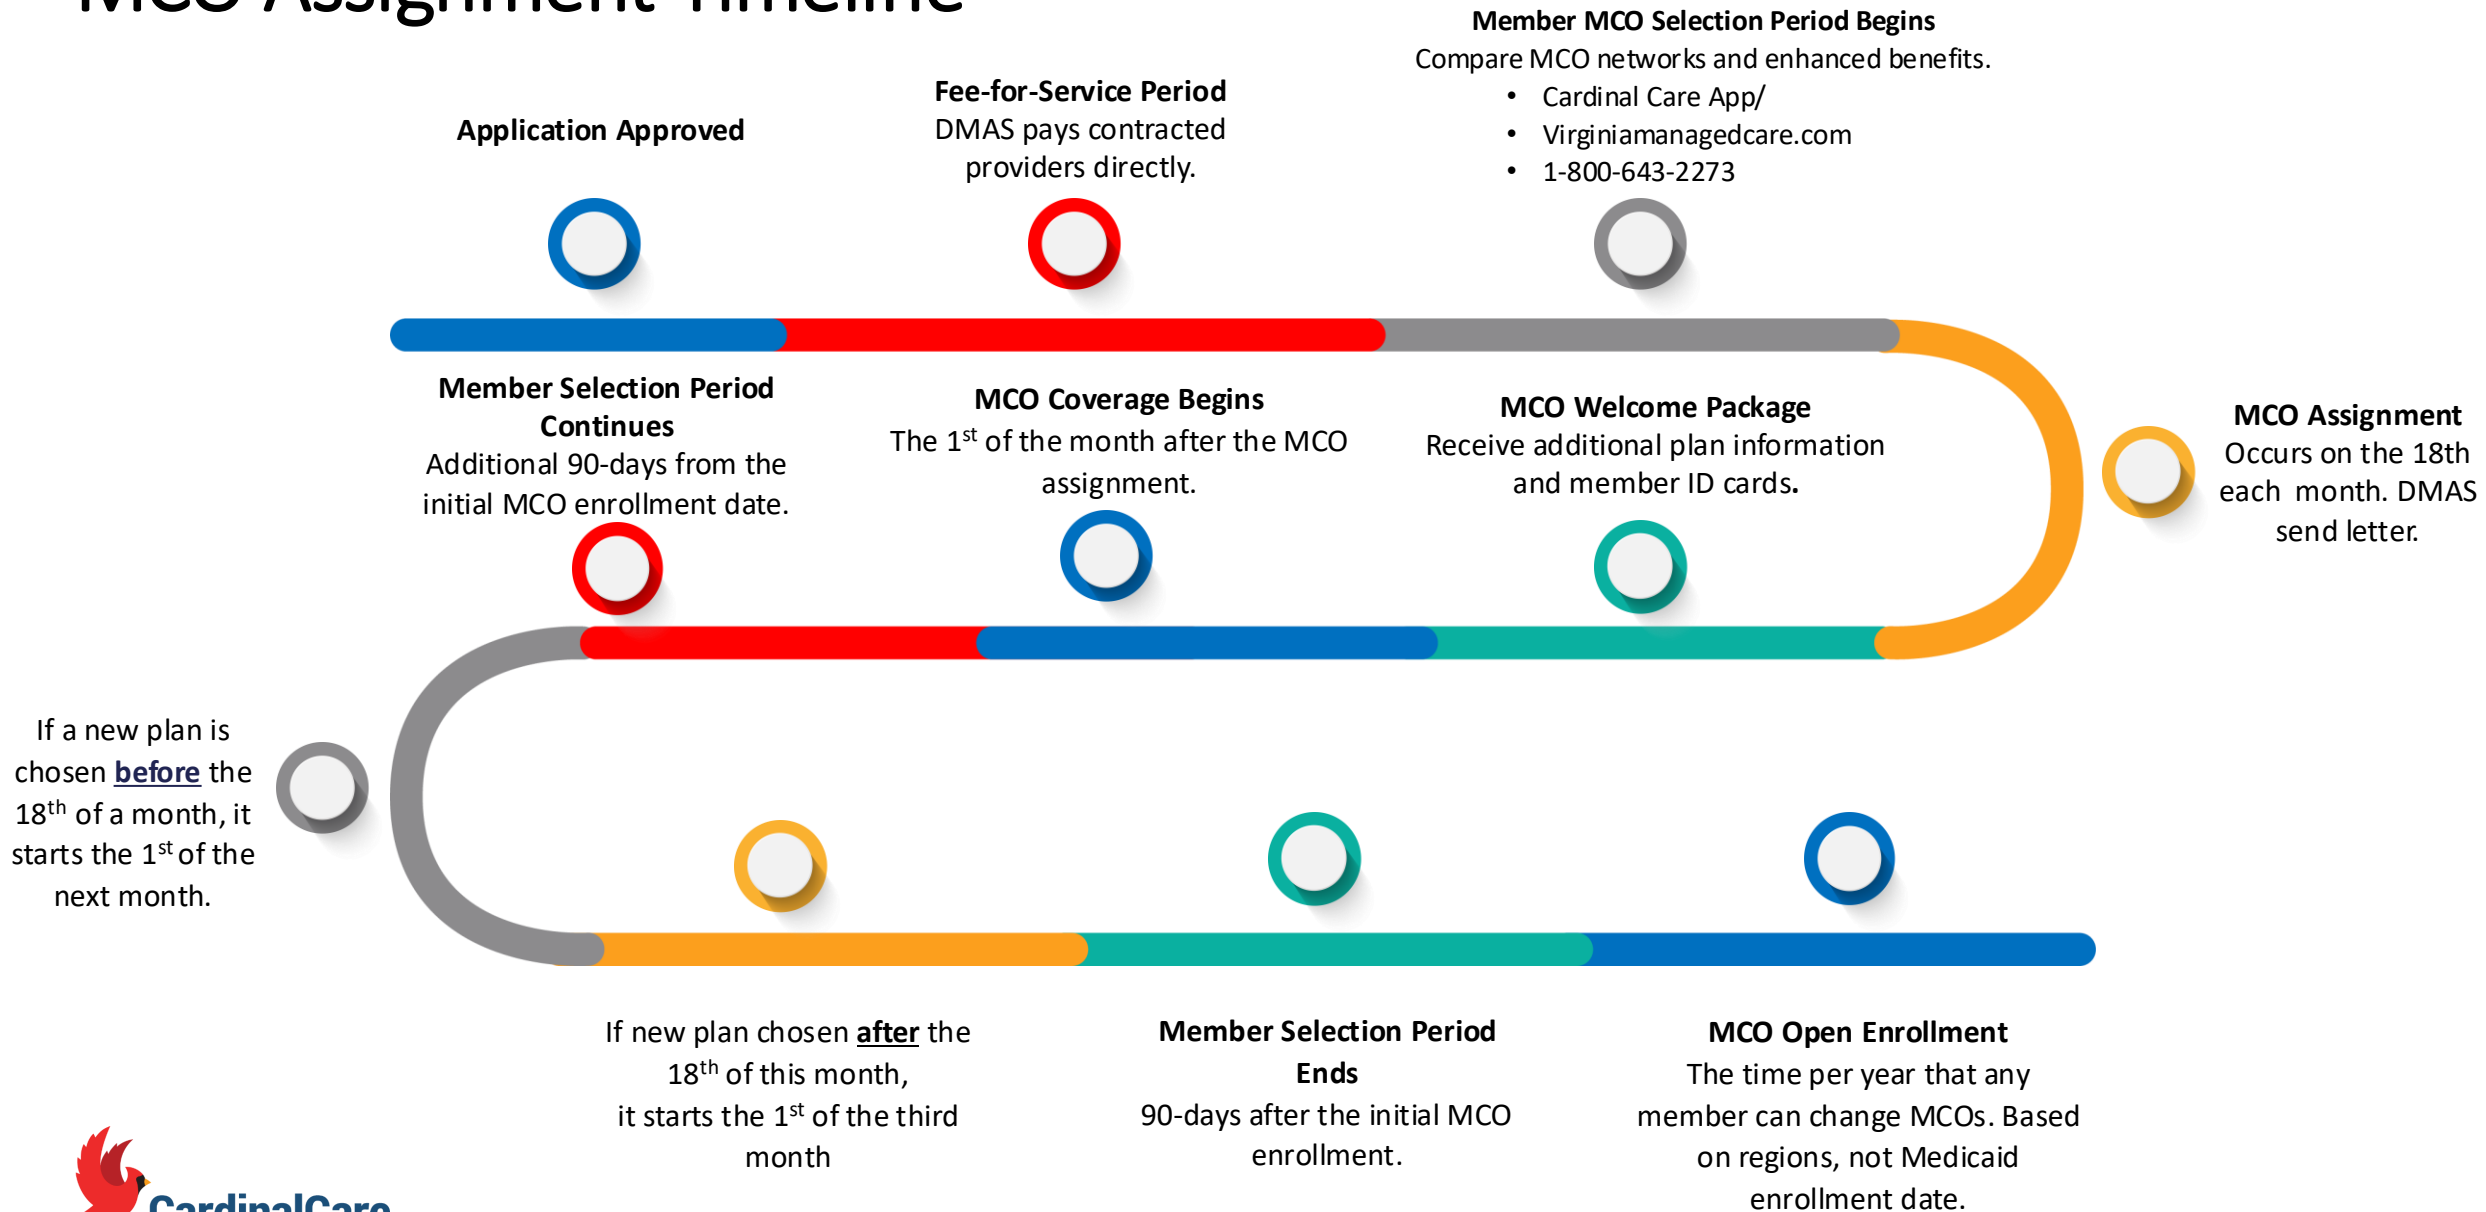 MCO Assignment Timeline
Application Approved
Fee-for-Service Period
DMAS pays contracted
providers directly.
Member MCO Selection Period Begins
Compare MCO networks and enhanced benefits.
• Cardinal Care App/
• Virginiamanagedcare.com
• 1-800-643-2273
MCO Assignment
Occurs on the 18th
each month. DMAS
send letter.
MCO Welcome Package
Receive additional plan information
and member ID cards.
MCO Coverage Begins
The 1st of the month after the MCO
assignment.
Member Selection Period
Continues
Additional 90-days from the
initial MCO enrollment date.
If a new plan is
chosen before the
18th of a month, it
starts the 1st of the
next month.
If new plan chosen after the
18th of this month,
it starts the 1st of the third
month
Member Selection Period
Ends
90-days after the initial MCO
enrollment.
MCO Open Enrollment
The time per year that any
member can change MCOs. Based
on regions, not Medicaid
enrollment date.
CardinalCare